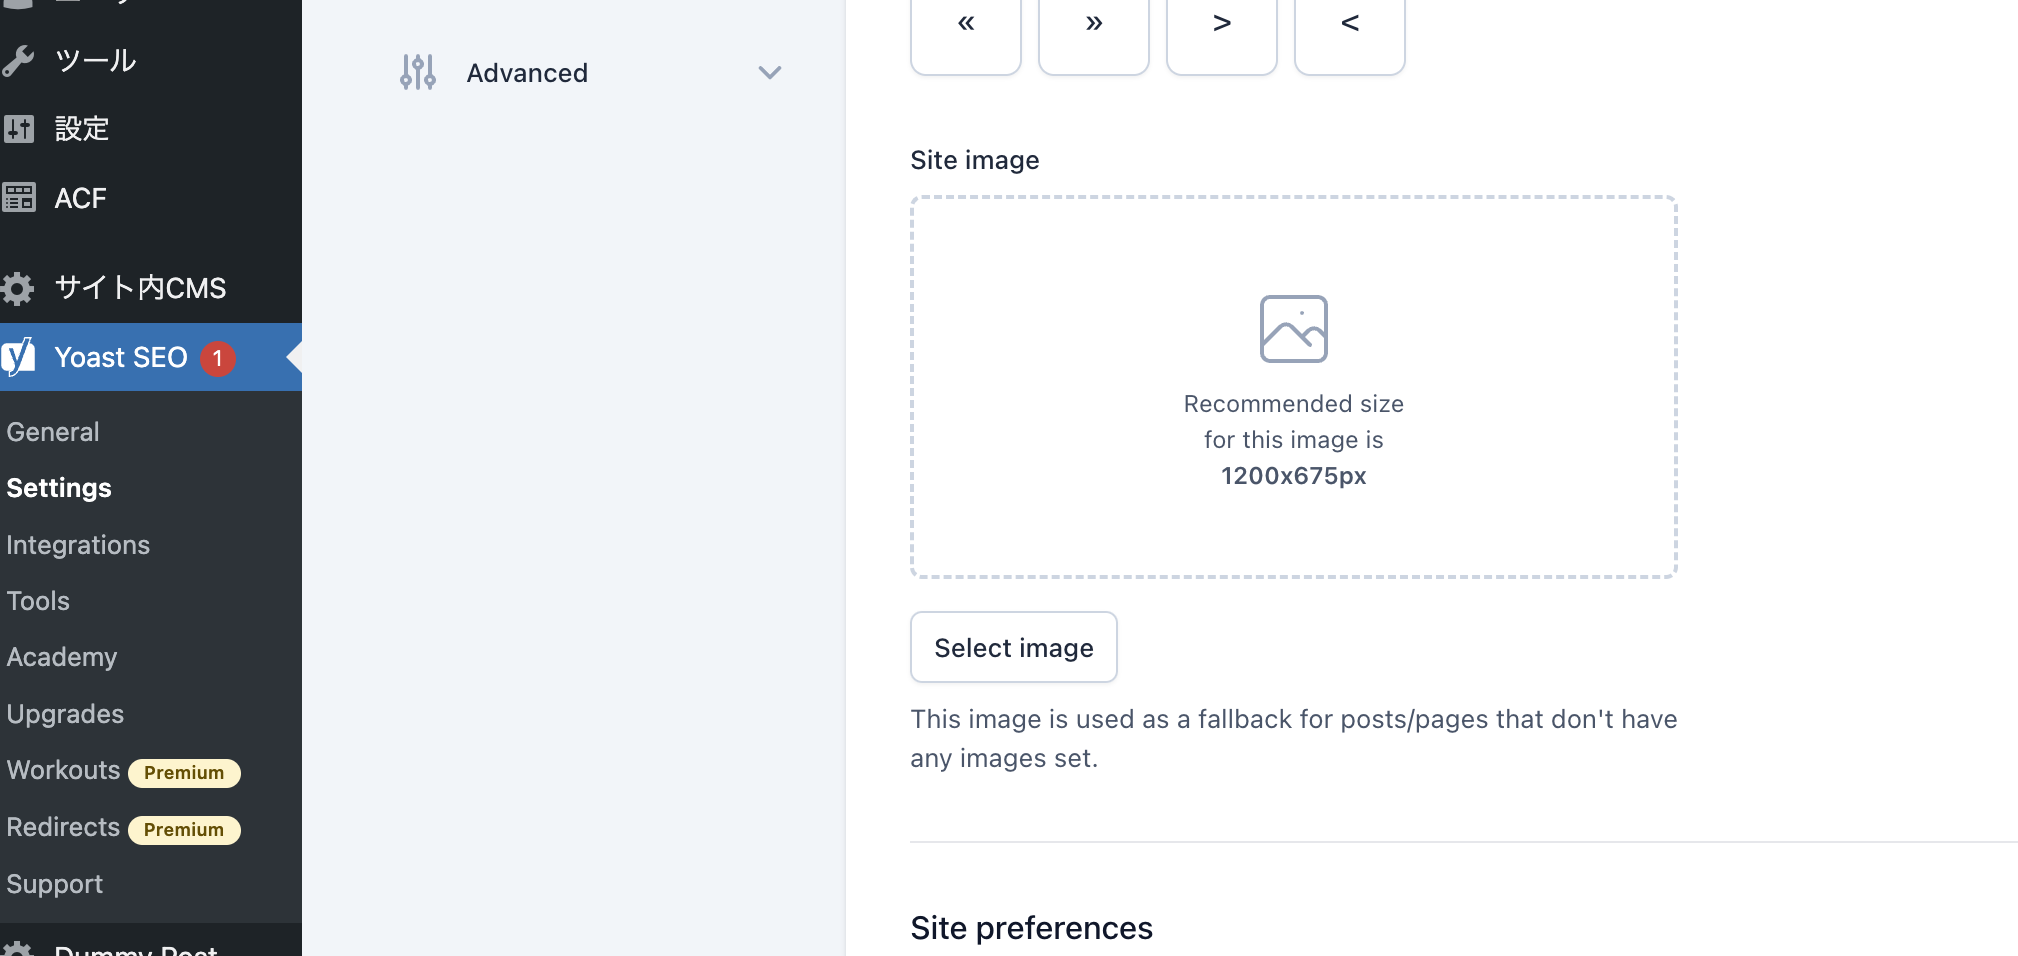 ツール
設定
ACF
サイト内CMS
Yoast SEO 1
General
Settings
Integrations
Tools
Academy
Upgrades
Workouts Premium
Redirects Premium
Support
Dummy Post
Advanced
« » > <
Site image
Recommended size
for this image is
1200x675px
Select image
This image is used as a fallback for posts/pages that don't have
any images set.
Site preferences